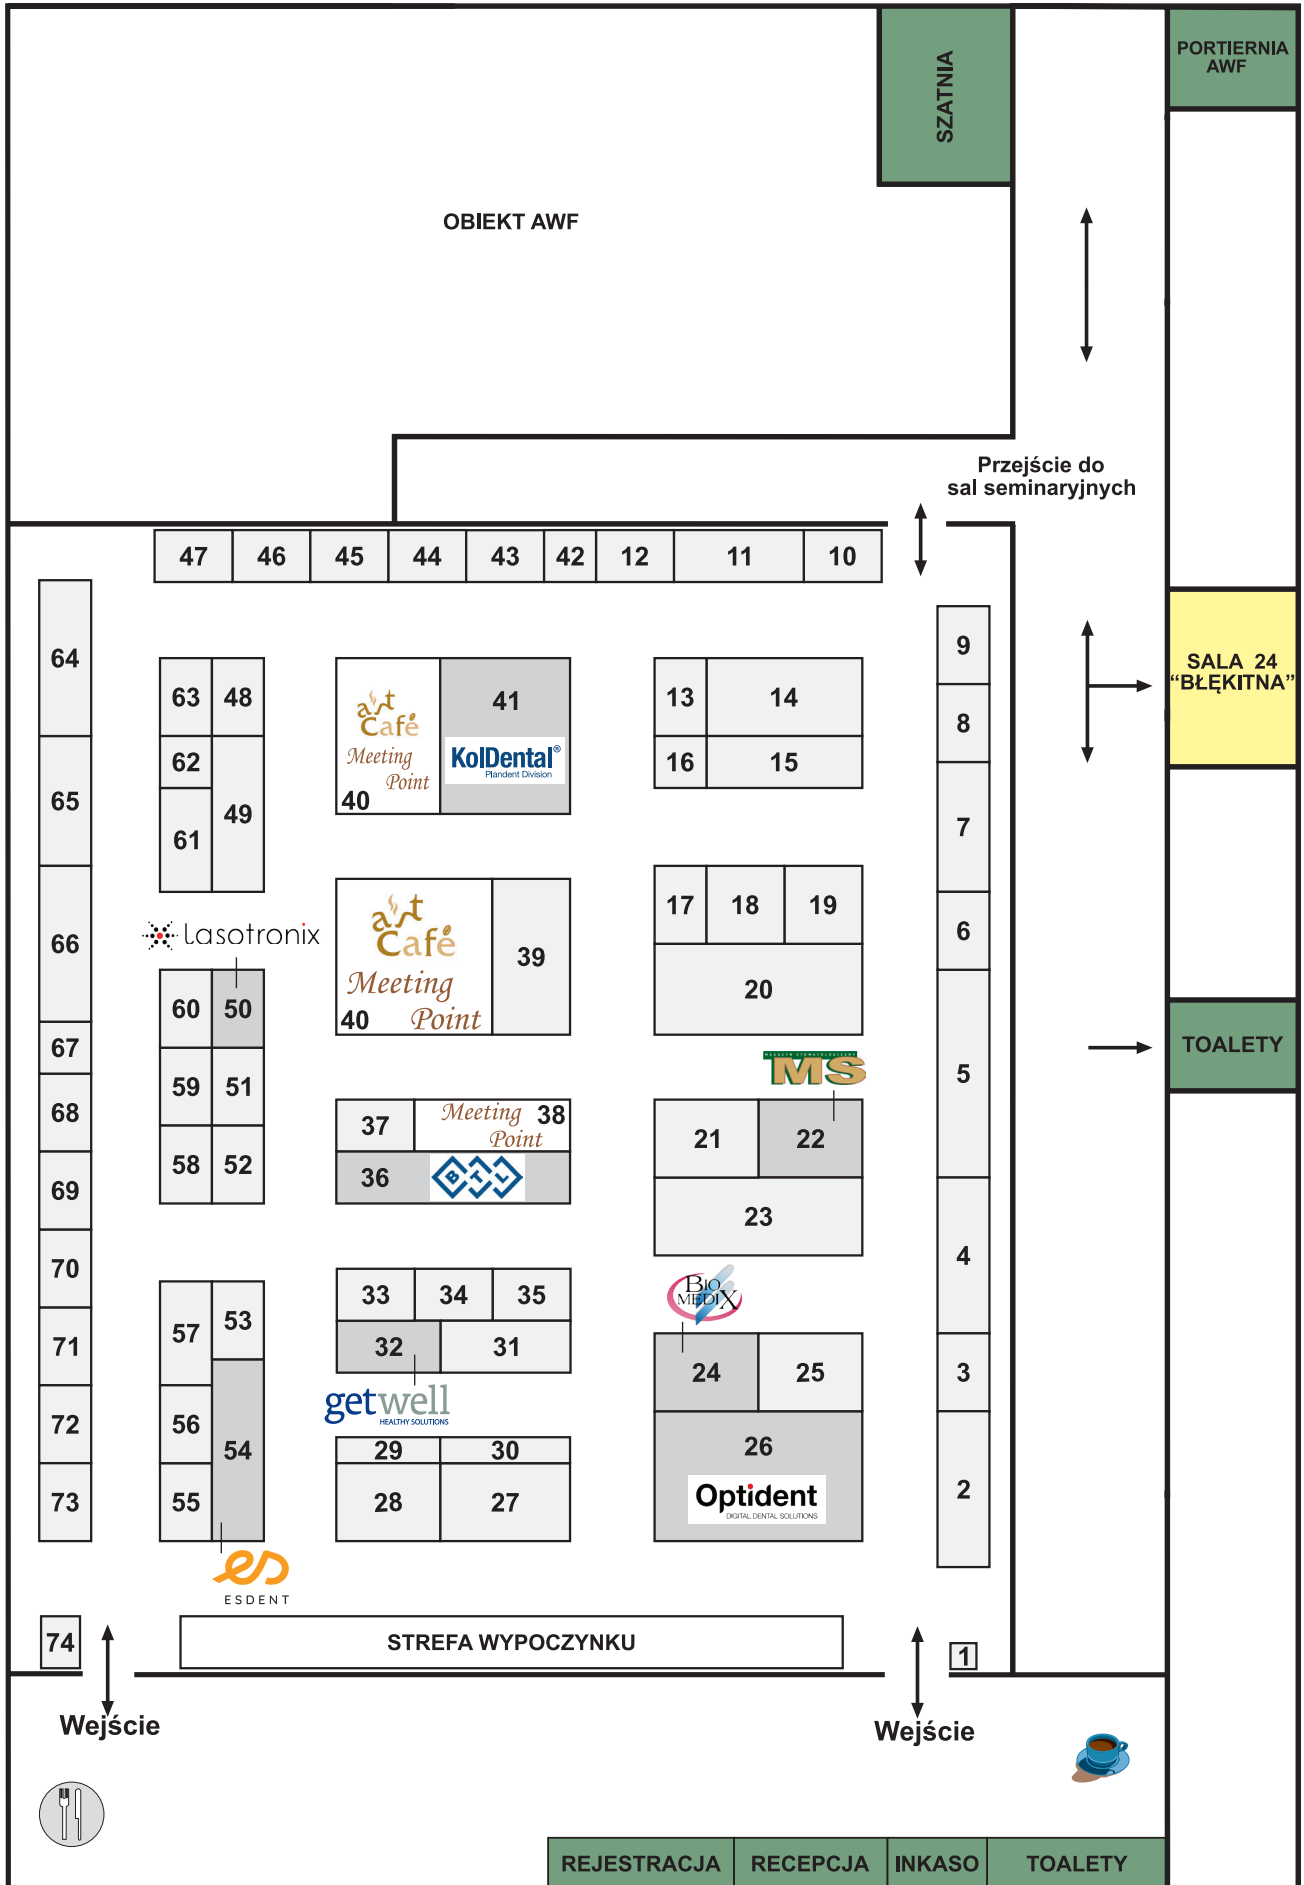 SZATNIA
PORTIERNIA
AWF
OBIEKT AWF
Przejście do
sal seminaryjnych
47 46 45 44 43 42 12 11 10
64
65
66
67
68
69
70
71
72
73
63 48
62
49
61
art
Café
Meeting
Point
40
41
KolDental®
Plandent Division
13 14
16 15
9
8
7
6
5
4
3
2
SALA 24
“BŁĘKITNA”
Lasotronix
60 50
59 51
58 52
art
Café
Meeting
40 Point
39
17 18 19
20
TOALETY
MAGAZYN STOMATOLOGICZNY
MS
37
Meeting 38
Point
36
BTL
21 22
23
57 53
56
54
55
ESDENT
33 34 35
32 31
getwell
HEALTHY SOLUTIONS
29 30
28 27
BIO
MEDIX
24 25
26
Optident
DIGITAL DENTAL SOLUTIONS
74
STREFA WYPOCZYNKU
1
Wejście
Wejście
REJESTRACJA RECEPCJA INKASO TOALETY